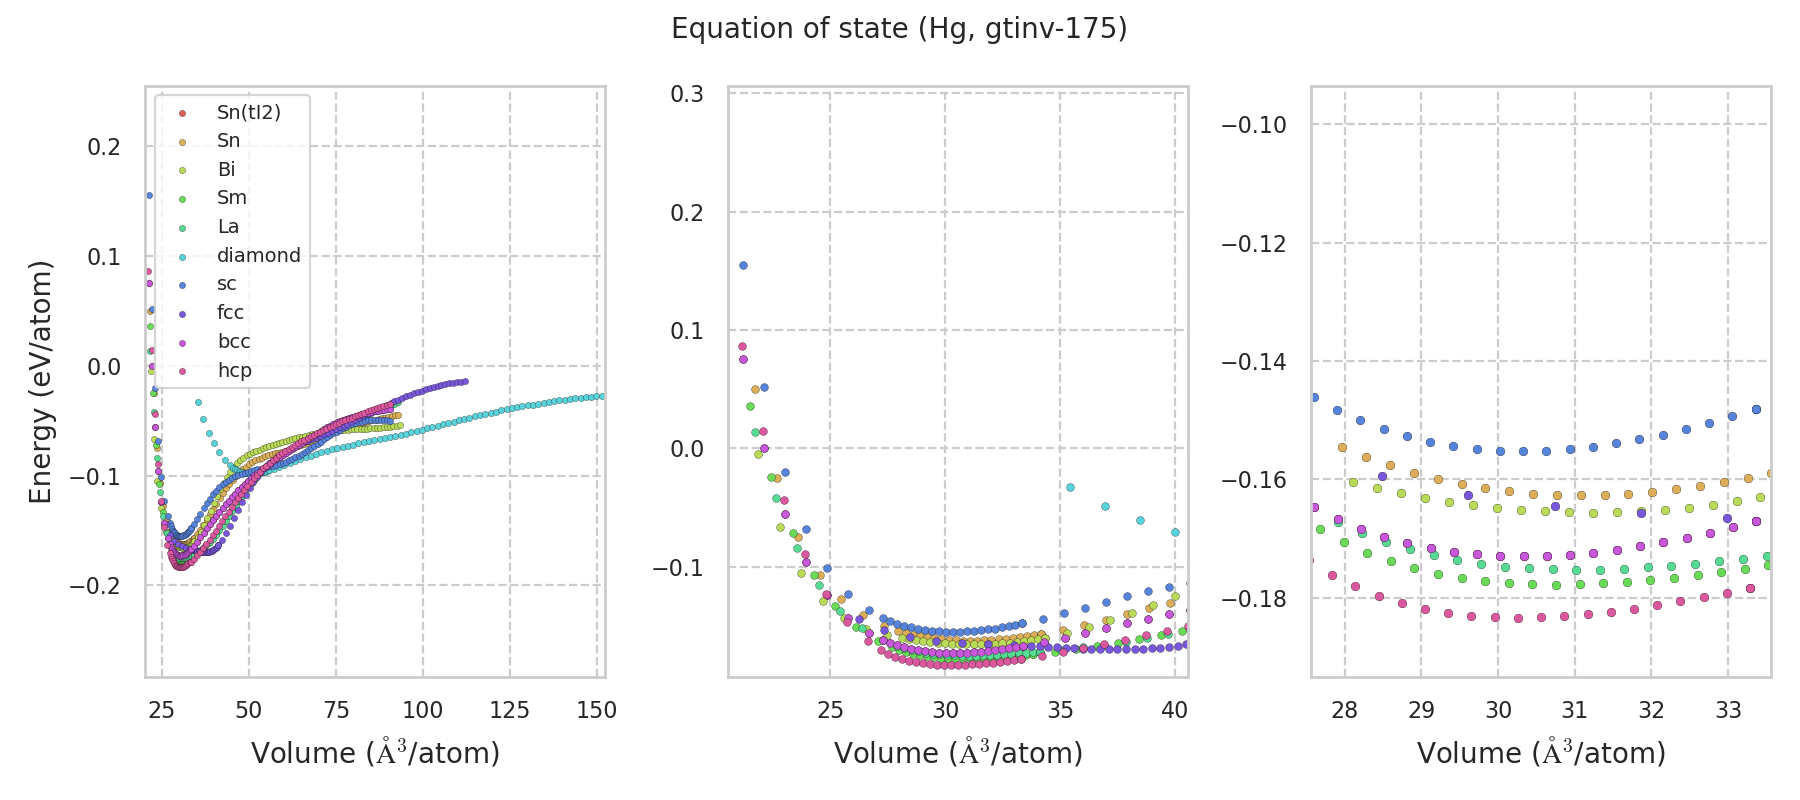 Equation of state (Hg, gtinv-175)
Energy (eV/atom)
0.2
0.1
0.0
−0.1
−0.2
Sn(tI2)
Sn
Bi
Sm
La
diamond
sc
fcc
bcc
hcp
25 50 75 100 125 150
Volume (Å³/atom)
0.3
0.2
0.1
0.0
−0.1
25 30 35 40
Volume (Å³/atom)
−0.10
−0.12
−0.14
−0.16
−0.18
28 29 30 31 32 33
Volume (Å³/atom)